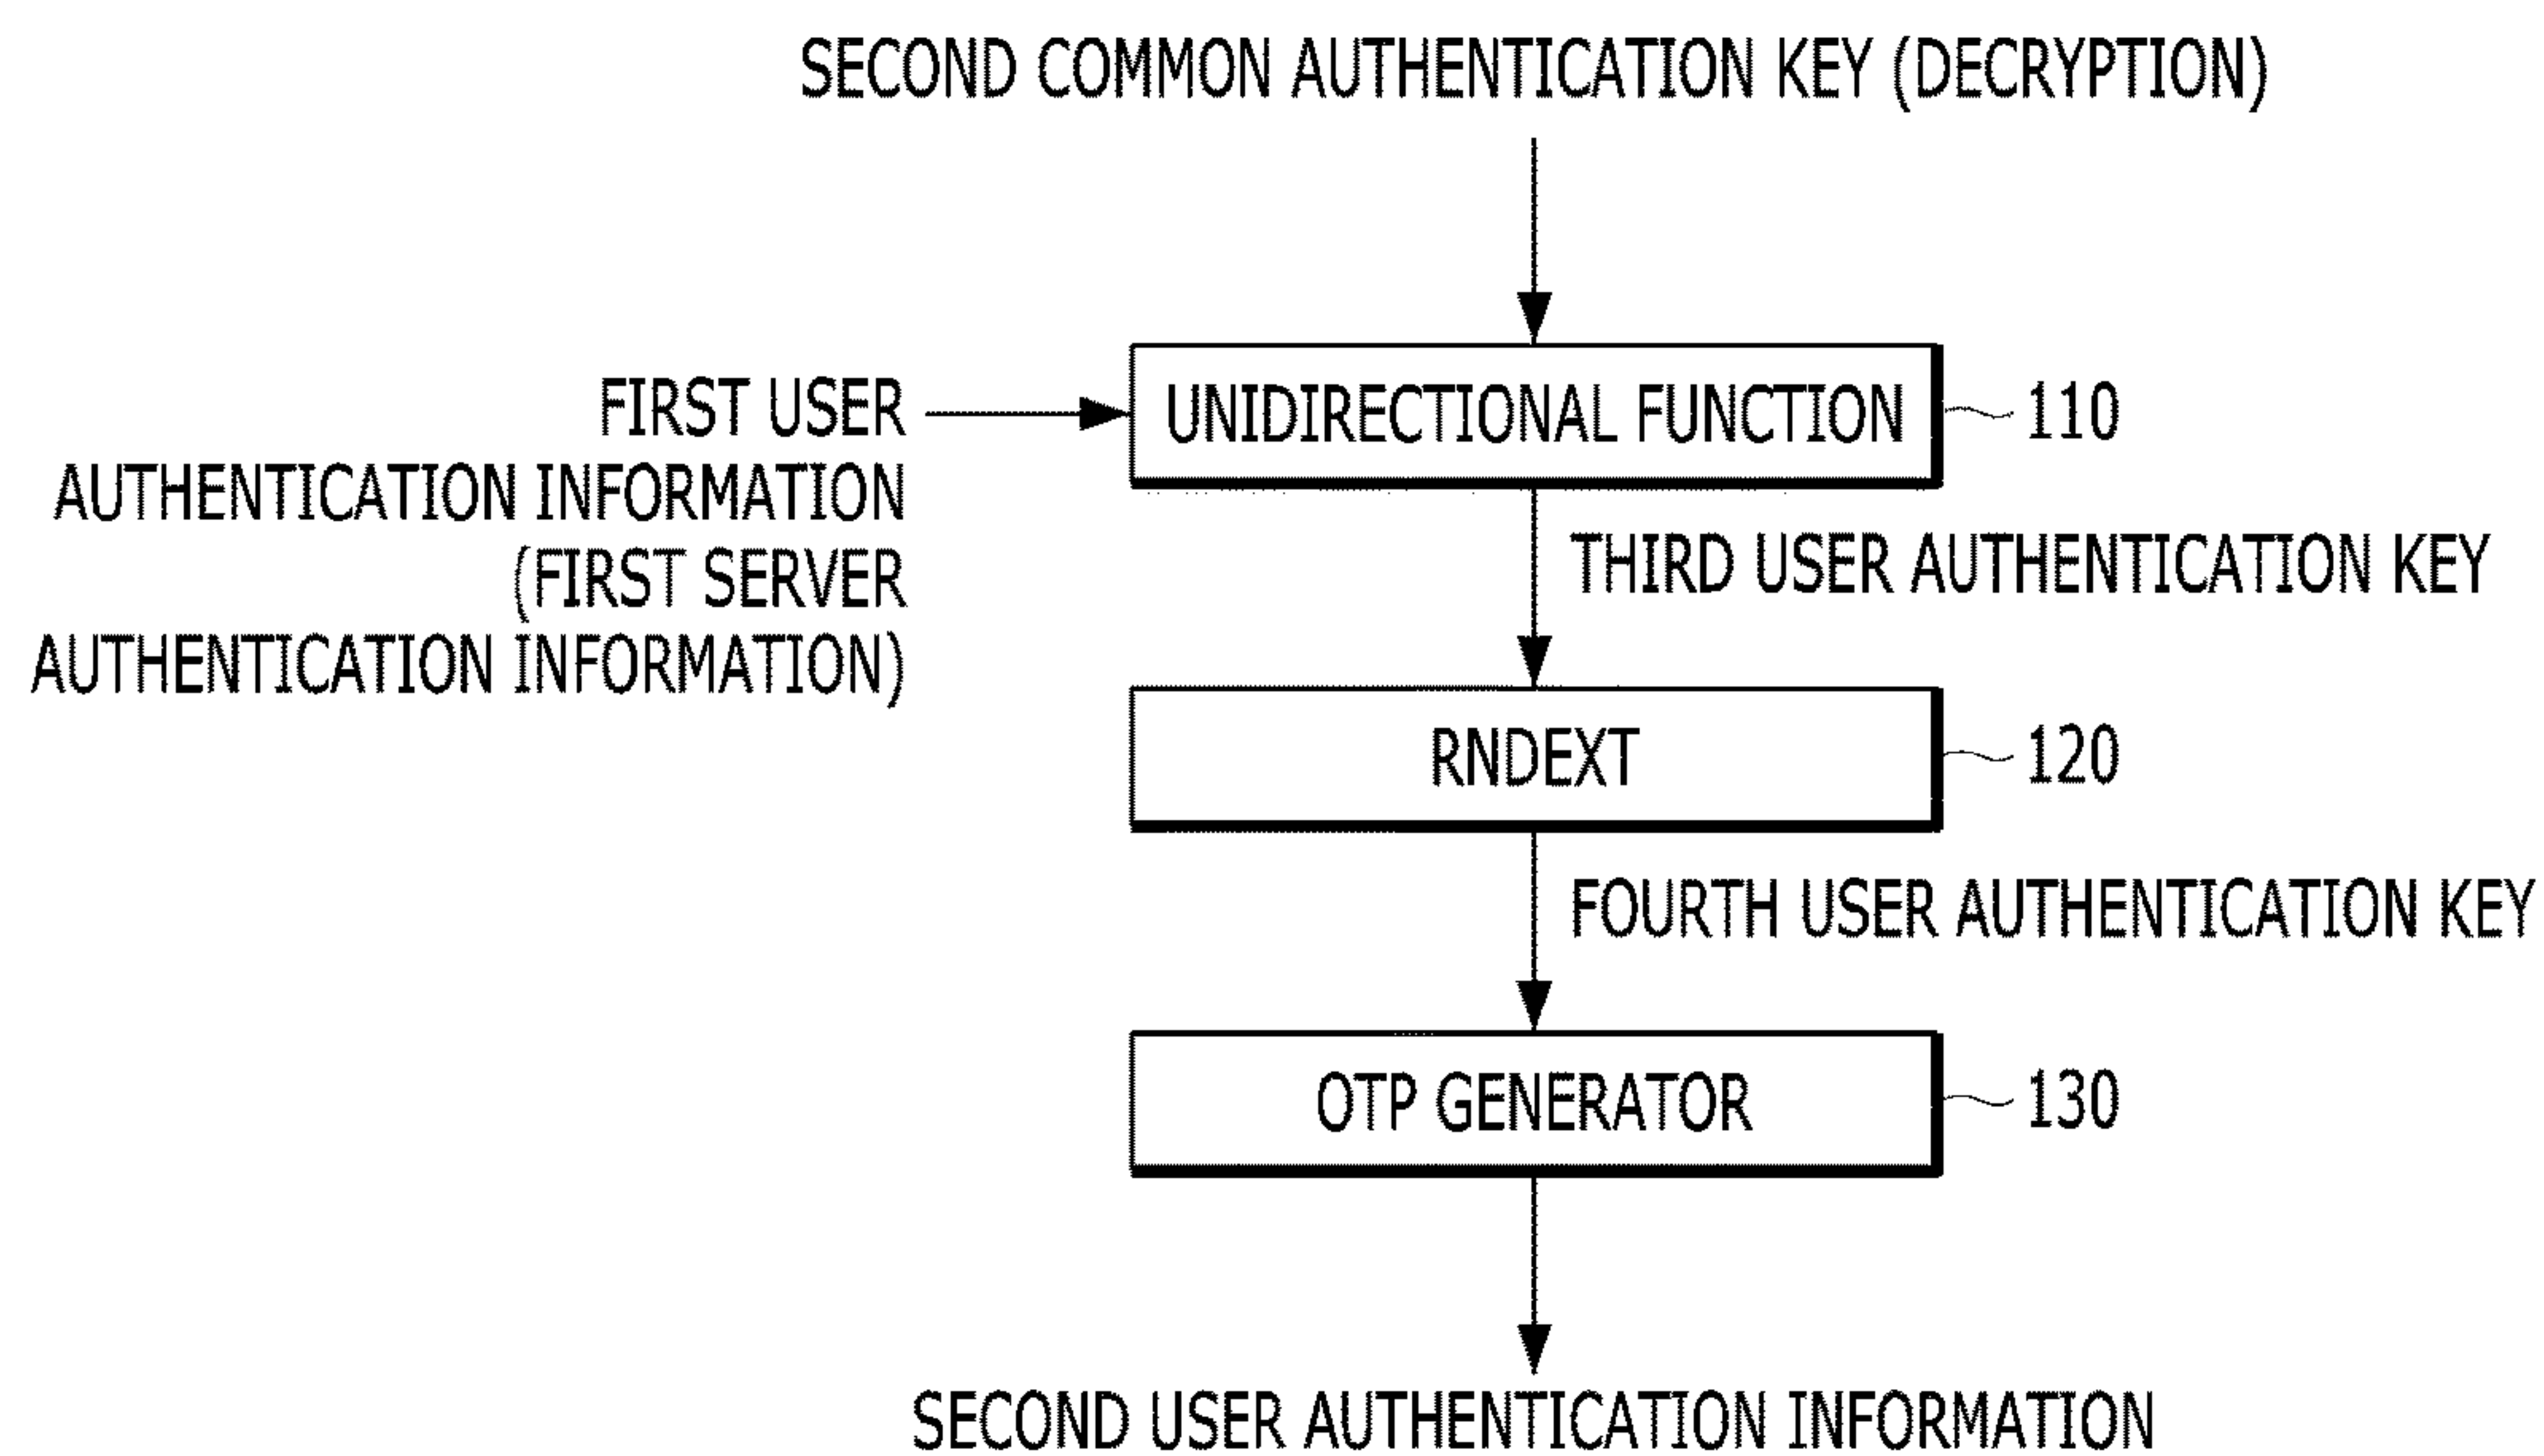 SECOND COMMON AUTHENTICATION KEY (DECRYPTION)
FIRST USER
AUTHENTICATION INFORMATION
(FIRST SERVER
AUTHENTICATION INFORMATION)
UNIDIRECTIONAL FUNCTION
110
THIRD USER AUTHENTICATION KEY
RNDEXT
120
FOURTH USER AUTHENTICATION KEY
OTP GENERATOR
130
SECOND USER AUTHENTICATION INFORMATION